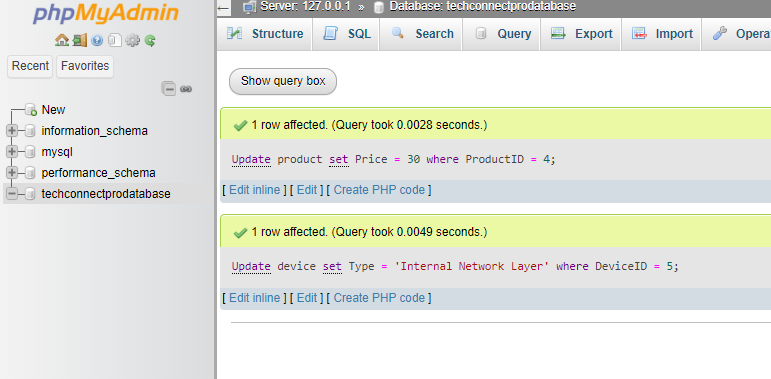 phpMyAdmin
Recent Favorites
New
information_schema
mysql
performance_schema
techconnectprodatabase
Server: 127.0.0.1 » Database: techconnectprodatabase
Structure SQL Search Query Export Import Opera
Show query box
1 row affected. (Query took 0.0028 seconds.)
Update product set Price = 30 where ProductID = 4;
[ Edit inline ] [ Edit ] [ Create PHP code ]
1 row affected. (Query took 0.0049 seconds.)
Update device set Type = 'Internal Network Layer' where DeviceID = 5;
[ Edit inline ] [ Edit ] [ Create PHP code ]